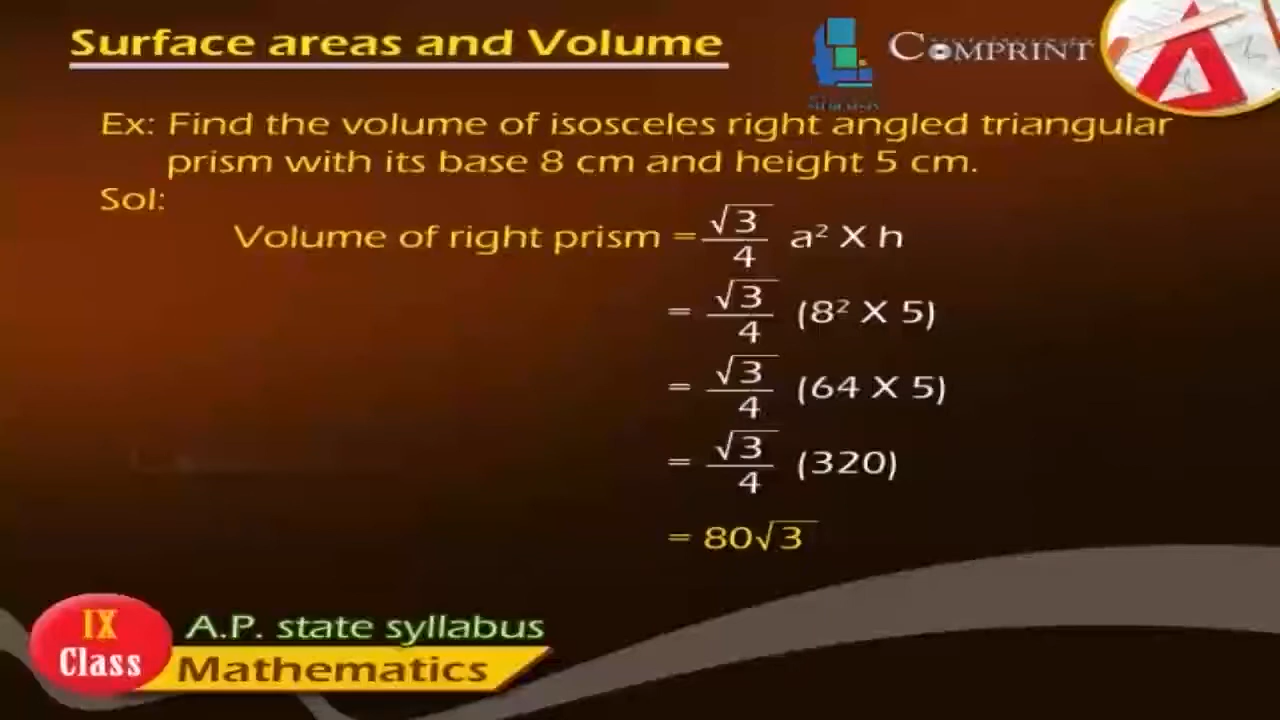 Surface areas and Volume
COMPRINT
Ex: Find the volume of isosceles right angled triangular
prism with its base 8 cm and height 5 cm.
Sol:
Volume of right prism = √3/4 a² X h
= √3/4 (8² X 5)
= √3/4 (64 X 5)
= √3/4 (320)
= 80√3
IX
Class
A.P. state syllabus
Mathematics